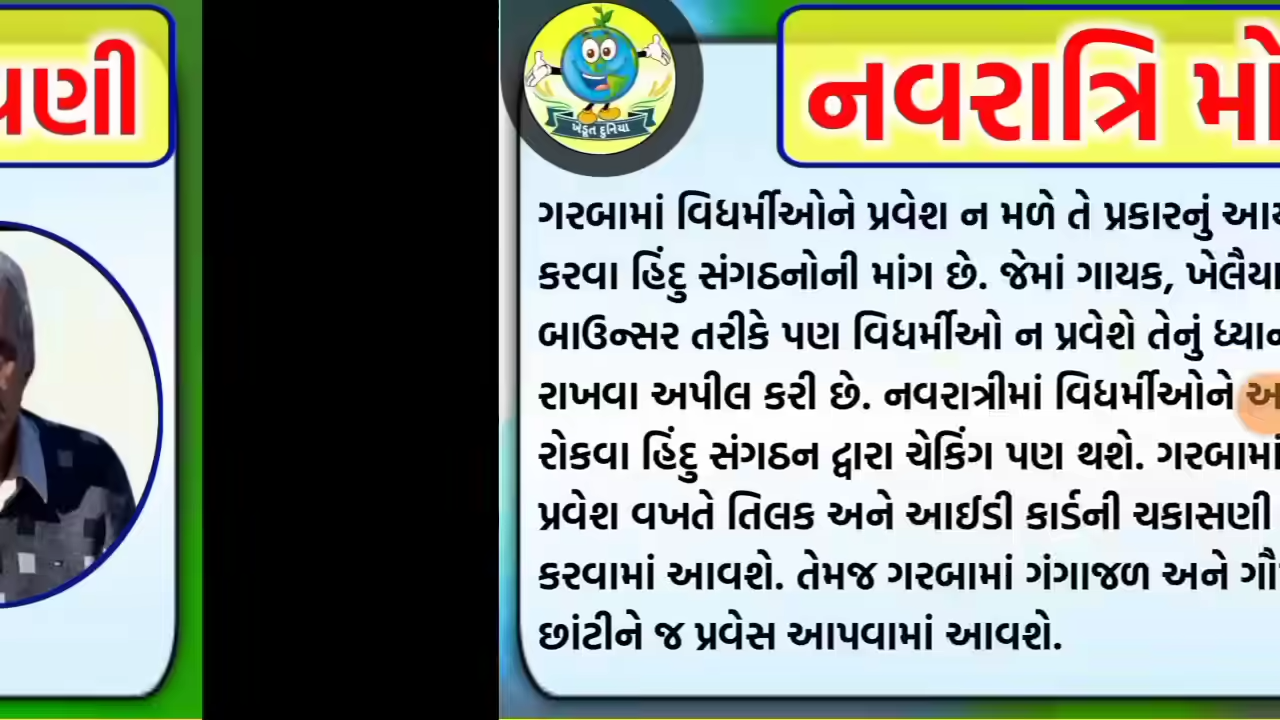 ખેડૂત દુનિયા
નવરાત્રિ
ગરબામાં વિધર્મીઓને પ્રવેશ ન મળે તે પ્રકારનું
કરવા હિંદુ સંગઠનોની માંગ છે. જેમાં ગાયક, ખેલૈયા
બાઉન્સર તરીકે પણ વિધર્મીઓ ન પ્રવેશે તેનું
રાખવા અપીલ કરી છે. નવરાત્રીમાં વિધર્મીઓને
રોકવા હિંદુ સંગઠન દ્વારા ચેકિંગ પણ થશે. ગરબામાં
પ્રવેશ વખતે તિલક અને આઈડી કાર્ડની ચકાસણી
કરવામાં આવશે. તેમજ ગરબામાં ગંગાજળ અને
છાંટીને જ પ્રવેસ આપવામાં આવશે.